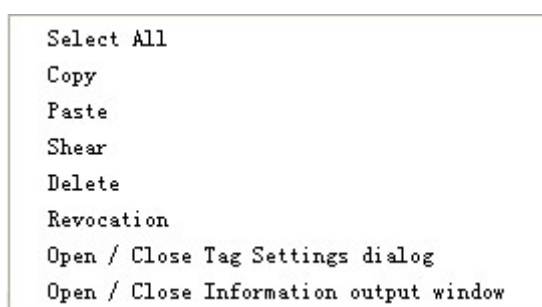 Select All
Copy
Paste
Shear
Delete
Revocation
Open / Close Tag Settings dialog
Open / Close Information output window